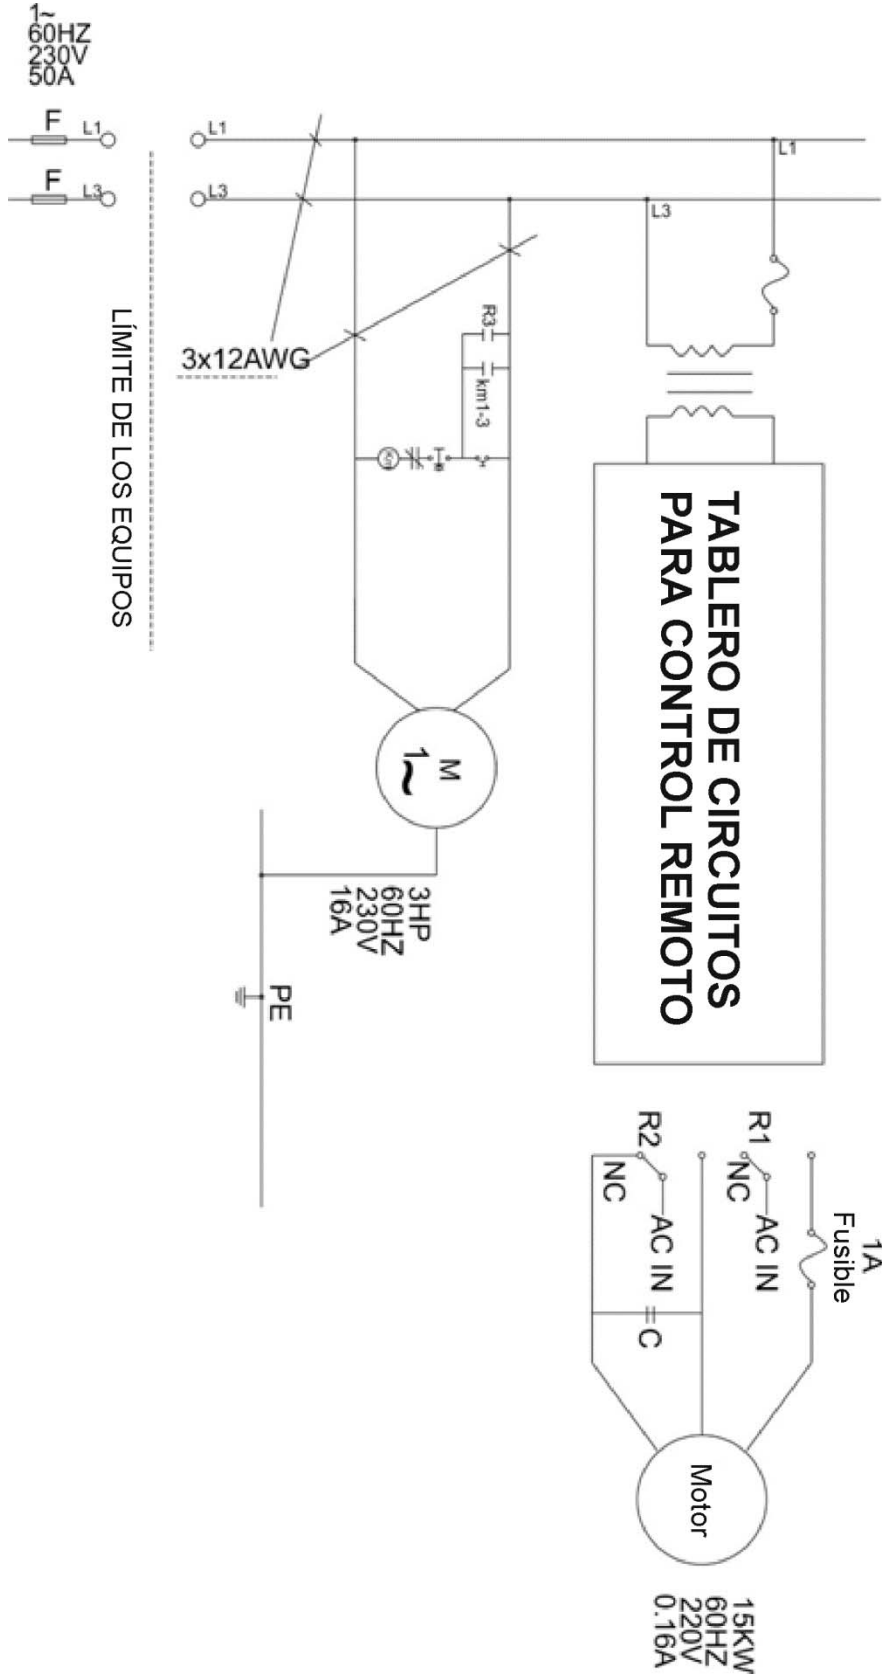 1~
60HZ
230V
50A
F
L1
L1
L1
F
L3
L3
L3
LÍMITE DE LOS EQUIPOS
3x12AWG
R3
km1-3
Km
TABLERO DE CIRCUITOS
PARA CONTROL REMOTO
M
1~
3HP
60HZ
230V
16A
PE
R1
NC
AC IN
R2
NC
AC IN
1A
Fusible
C
Motor
15KW
60HZ
220V
0.16A